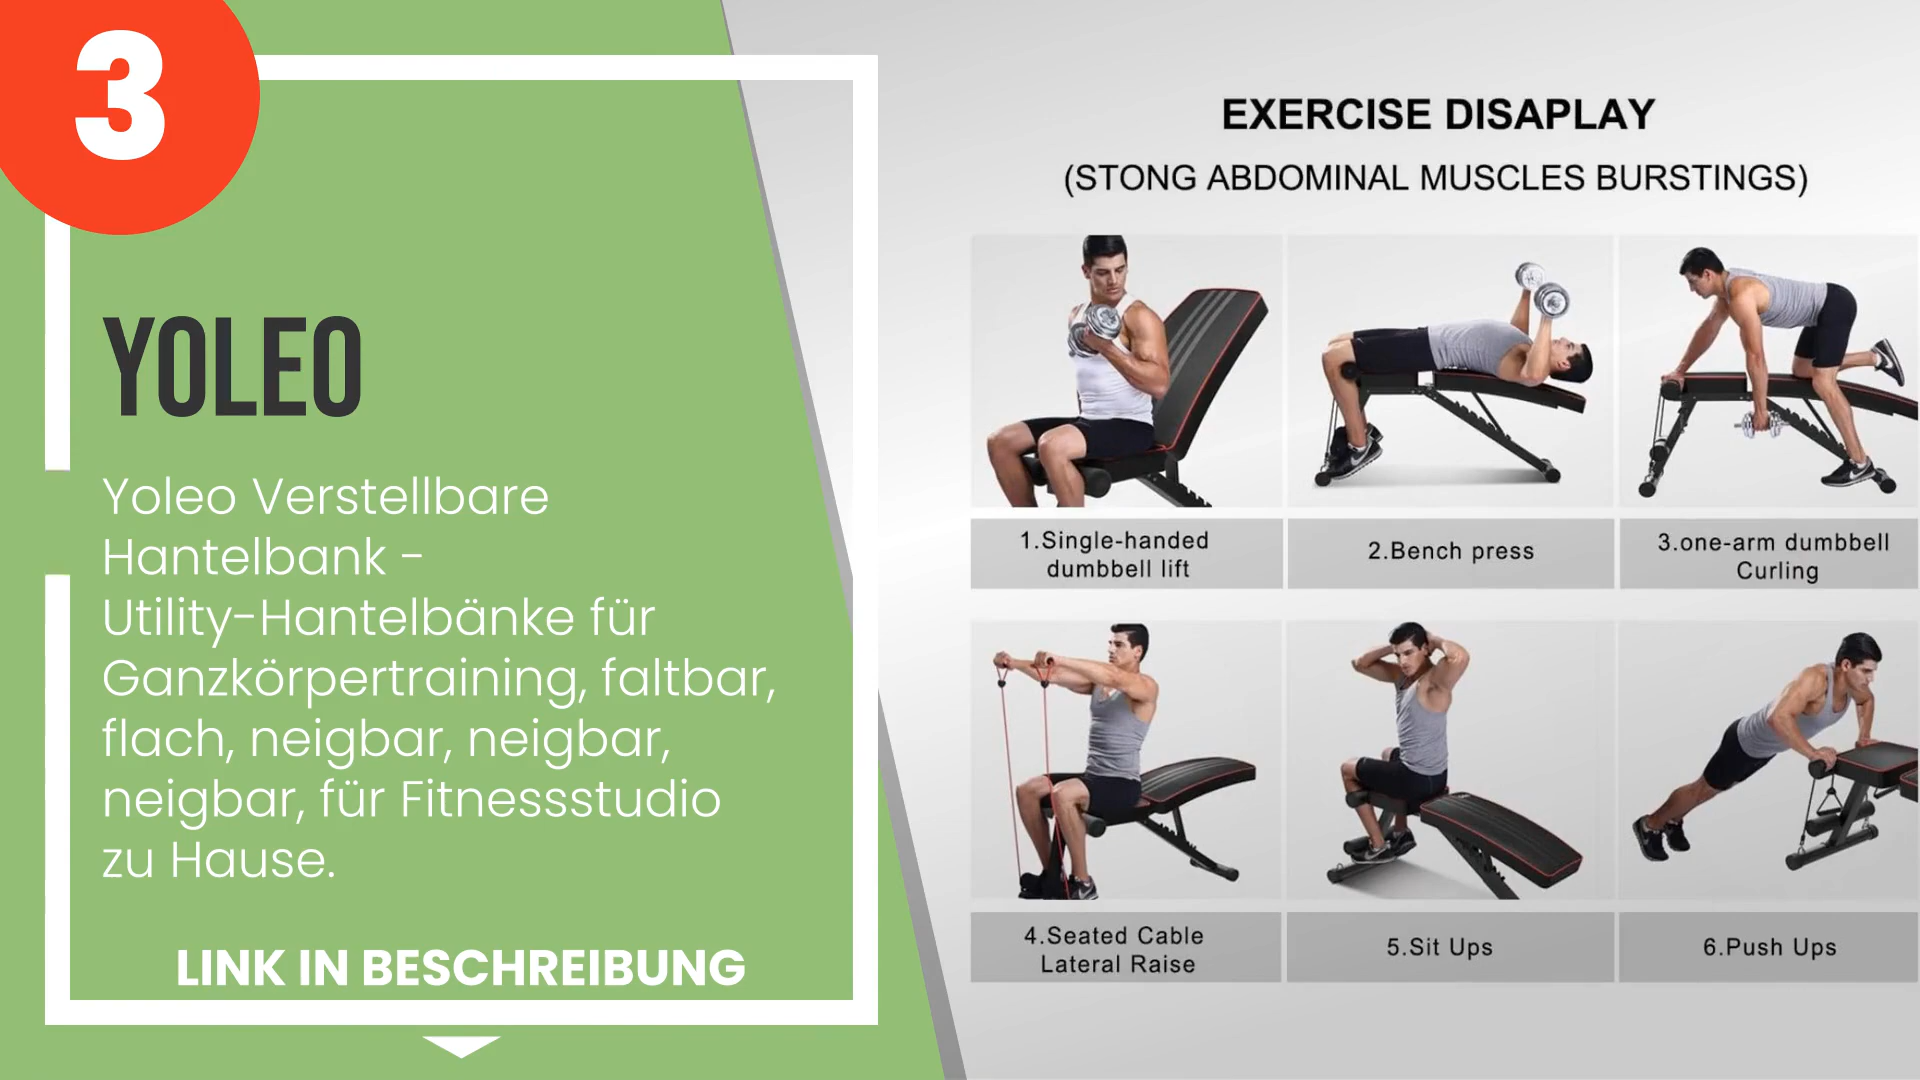 3
YOLEO
Yoleo Verstellbare
Hantelbank -
Utility-Hantelbänke für
Ganzkörpertraining, faltbar,
flach, neigbar, neigbar,
neigbar, für Fitnessstudio
zu Hause.
LINK IN BESCHREIBUNG
EXERCISE DISAPLAY
(STONG ABDOMINAL MUSCLES BURSTINGS)
1.Single-handed
dumbbell lift
2.Bench press
3.one-arm dumbbell
Curling
4.Seated Cable
Lateral Raise
5.Sit Ups
6.Push Ups